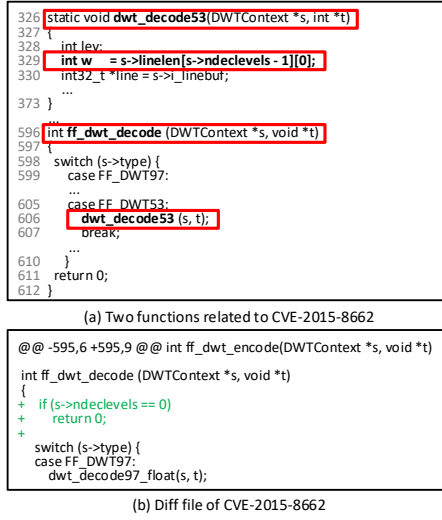 326 static void dwt_decode53(DWTContext *s, int *t)
327 {
328 int lev;
329 int w = s->linelen[s->ndeclevels - 1][0];
330 int32_t *line = s->i_linebuf;
...
373 }
...
596 int ff_dwt_decode (DWTContext *s, void *t)
597 {
598 switch (s->type) {
599 case FF_DWT97:
...
605 case FF_DWT53:
606 dwt_decode53 (s, t);
607 break;
...
610 }
611 return 0;
612 }
(a) Two functions related to CVE-2015-8662
@@ -595,6 +595,9 @@ int ff_dwt_encode(DWTContext *s, void *t)
int ff_dwt_decode (DWTContext *s, void *t)
{
+ if (s->ndeclevels == 0)
+ return 0;
+
switch (s->type) {
case FF_DWT97:
dwt_decode97_float(s, t);
(b) Diff file of CVE-2015-8662